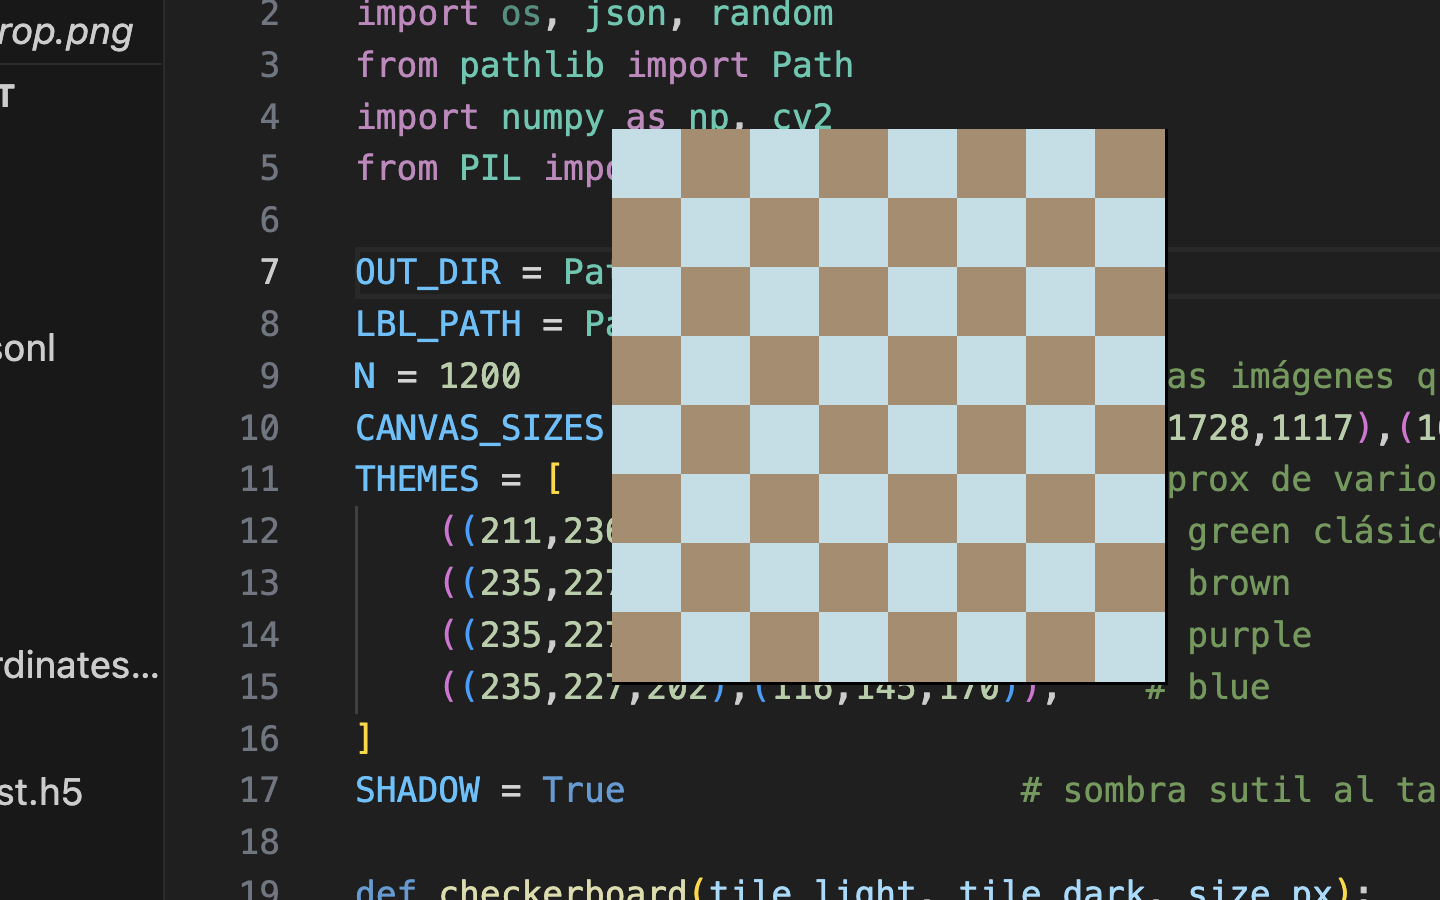 rop.png
T
sonl
rdinates...
st.h5
2 import os, json, random
3 from pathlib import Path
4 import numpy as np, cv2
5 from PIL impo
6
7 OUT_DIR = Pat
8 LBL_PATH = Pa
9 N = 1200 as imágenes q
10 CANVAS_SIZES 1728,1117),(1
11 THEMES = [ prox de vario
12 ((211,236 green clásico
13 ((235,227 brown
14 ((235,227 purple
15 ((235,227,202),(116,145,170)), # blue
16 ]
17 SHADOW = True # sombra sutil al ta
18
19 def checkerboard(tile_light, tile_dark, size_px):